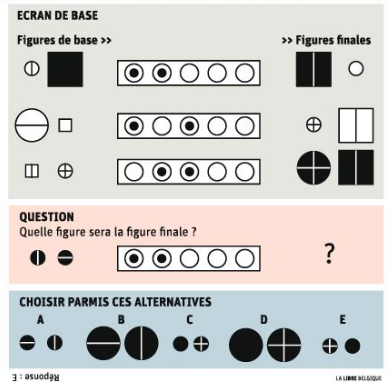 ECRAN DE BASE
Figures de base >>
>> Figures finales
QUESTION
Quelle figure sera la figure finale ?
?
CHOISIR PARMIS CES ALTERNATIVES
A B C D E
Réponse : E
LA LIBRE BELGIQUE